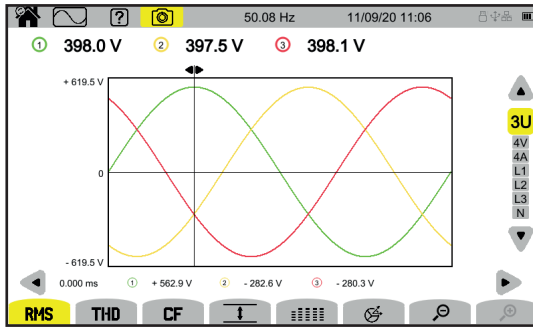 ? 50.08 Hz 11/09/20 11:06
1 398.0 V 2 397.5 V 3 398.1 V
+ 619.5 V
0
- 619.5 V
3U
4V
4A
L1
L2
L3
N
0.000 ms 1 + 562.9 V 2 - 282.6 V 3 - 280.3 V
RMS THD CF